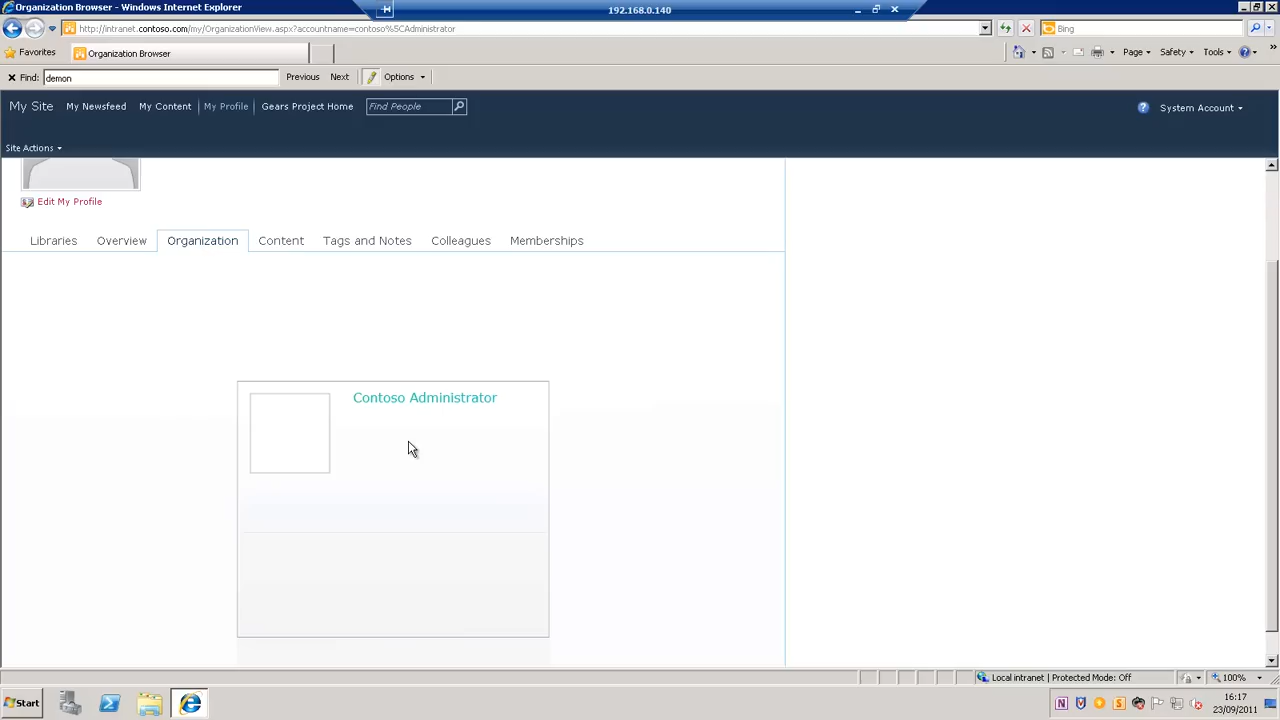 Organization Browser - Windows Internet Explorer
192.168.0.140
http://intranet.contoso.com/my/OrganizationView.aspx?accountname=contoso%5CAdministrator
Bing
Favorites
Organization Browser
Page
Safety
Tools
Find:
demon
Previous
Next
Options
My Site
My Newsfeed
My Content
My Profile
Gears Project Home
Find People
System Account
Site Actions
Edit My Profile
Libraries
Overview
Organization
Content
Tags and Notes
Colleagues
Memberships
Contoso Administrator
Local intranet | Protected Mode: Off
100%
Start
16:17
23/09/2011